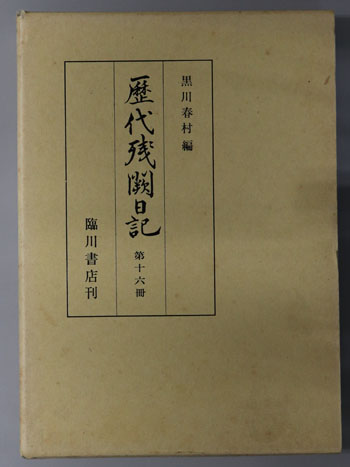 黒川春村編
歴代残闕日記
第十六冊
臨川書店刊